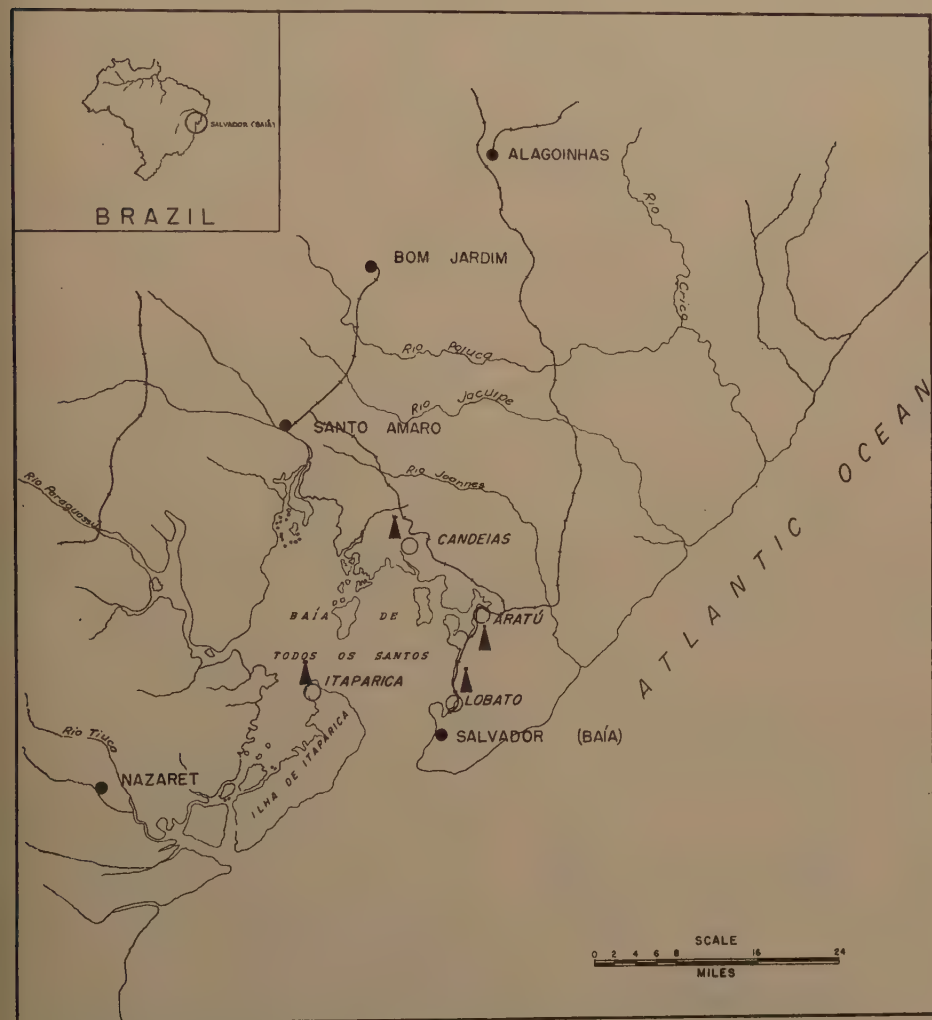 SALVADOR (BAÍA)
BRAZIL
ALAGOINHAS
Rio
Crica
BOM JARDIM
Rio Pojuca
Rio Jacuipe
SANTO AMARO
Rio Joannes
Rio Paraguassú
CANDEIAS
ATLANTIC OCEAN
BAÍA DE
TODOS OS SANTOS
ARATÚ
ITAPARICA
LOBATO
SALVADOR (BAÍA)
Rio Tiuco
NAZARET
ILHA DE ITAPARICA
SCALE
0 2 4 6 8 16 24
MILES